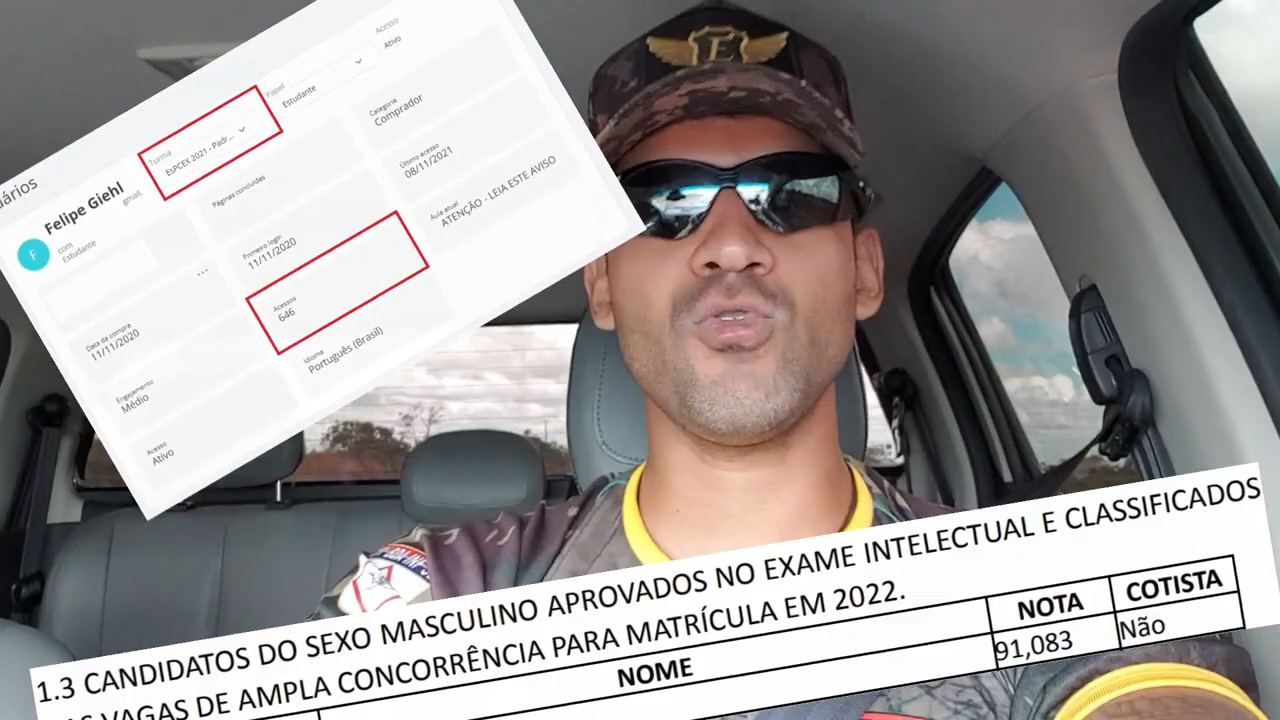 Acesso
Ativo
Papel
Estudante
Turma
EsPCEX 2021 - Padr...
Felipe Giehl
gmail.
com
F
Estudante
Categoria
Comprador
Páginas concluídas
Último acesso
08/11/2021
Primeiro login
11/11/2020
Aula atual
ATENÇÃO - LEIA ESTE AVISO
...
Data da compra
11/11/2020
Acessos
646
Engajamento
Médio
Idioma
Português (Brasil)
Acesso
Ativo
E
1.3 CANDIDATOS DO SEXO MASCULINO APROVADOS NO EXAME INTELECTUAL E CLASSIFICADOS
VAGAS DE AMPLA CONCORRÊNCIA PARA MATRÍCULA EM 2022.
NOME NOTA COTISTA
91,083 Não